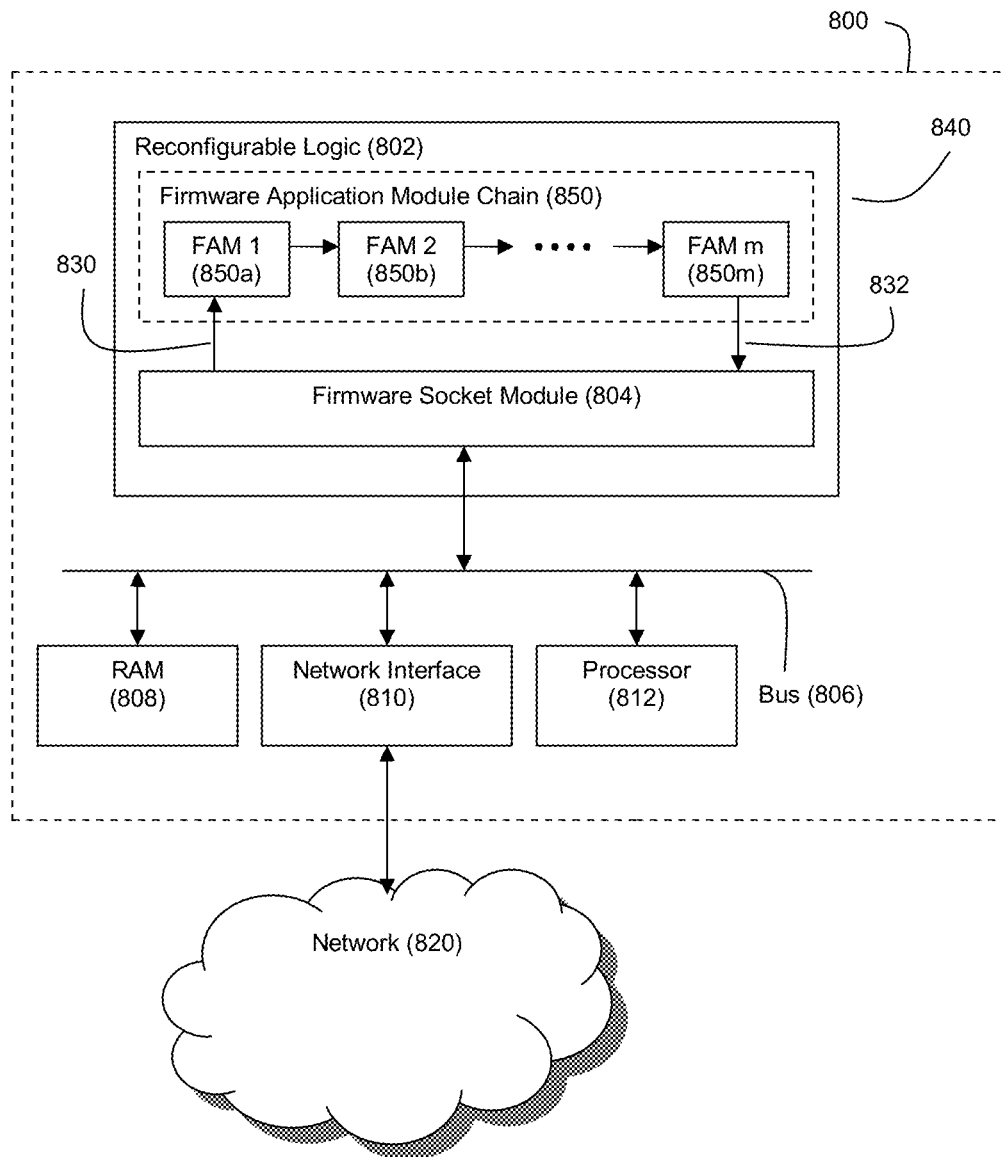 800
840
Reconfigurable Logic (802)
Firmware Application Module Chain (850)
FAM 1
(850a)
FAM 2
(850b)
FAM m
(850m)
830
832
Firmware Socket Module (804)
RAM
(808)
Network Interface
(810)
Processor
(812)
Bus (806)
Network (820)